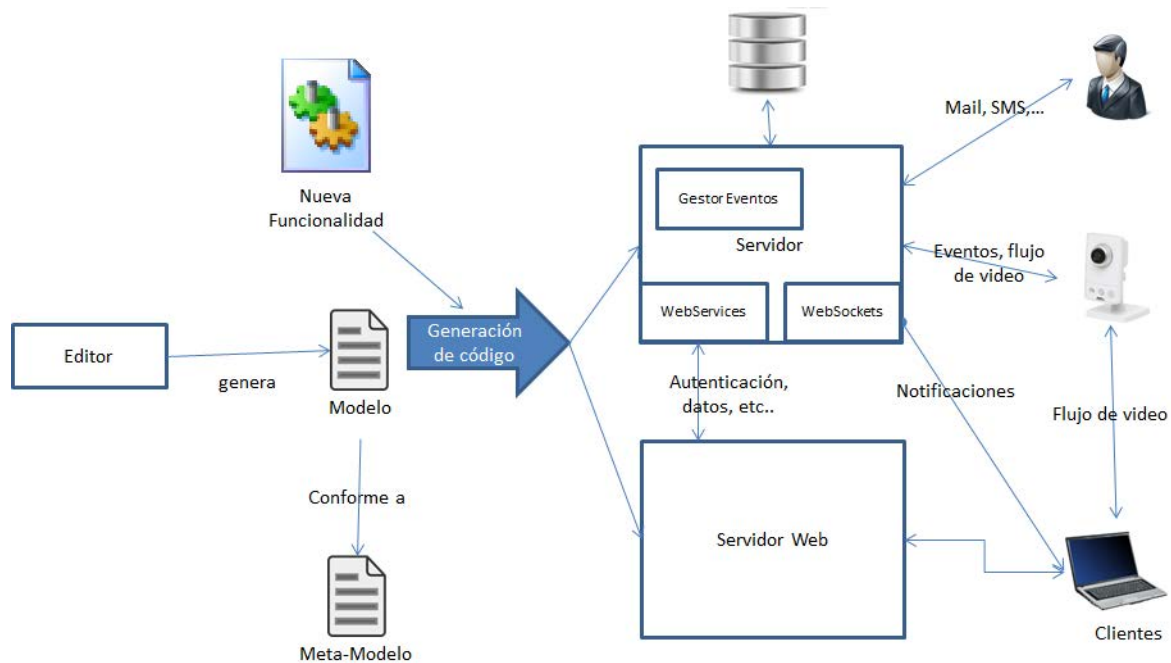 Nueva
Funcionalidad
Editor
genera
Modelo
Conforme a
Meta-Modelo
Generación
de código
Gestor Eventos
Servidor
WebServices
WebSockets
Autenticación,
datos, etc..
Servidor Web
Mail, SMS,...
Eventos, flujo
de video
Notificaciones
Flujo de video
Clientes